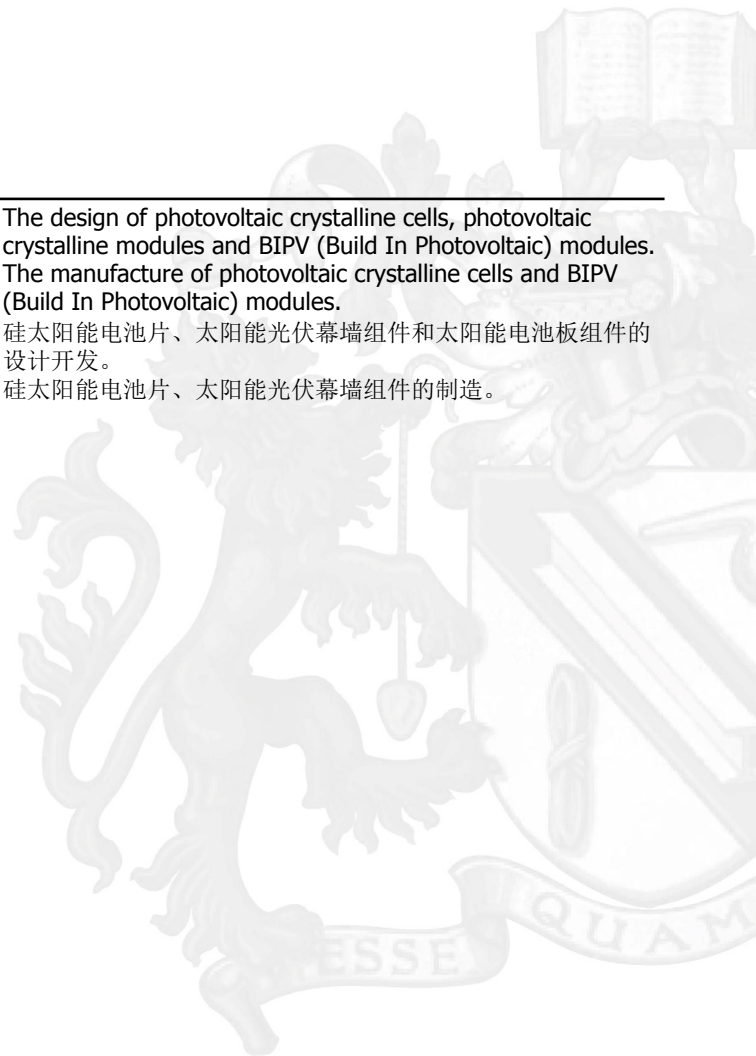 The design of photovoltaic crystalline cells, photovoltaic
crystalline modules and BIPV (Build In Photovoltaic) modules.
The manufacture of photovoltaic crystalline cells and BIPV
(Build In Photovoltaic) modules.
硅太阳能电池片、太阳能光伏幕墙组件和太阳能电池板组件的
设计开发。
硅太阳能电池片、太阳能光伏幕墙组件的制造。
ESSE QUAM